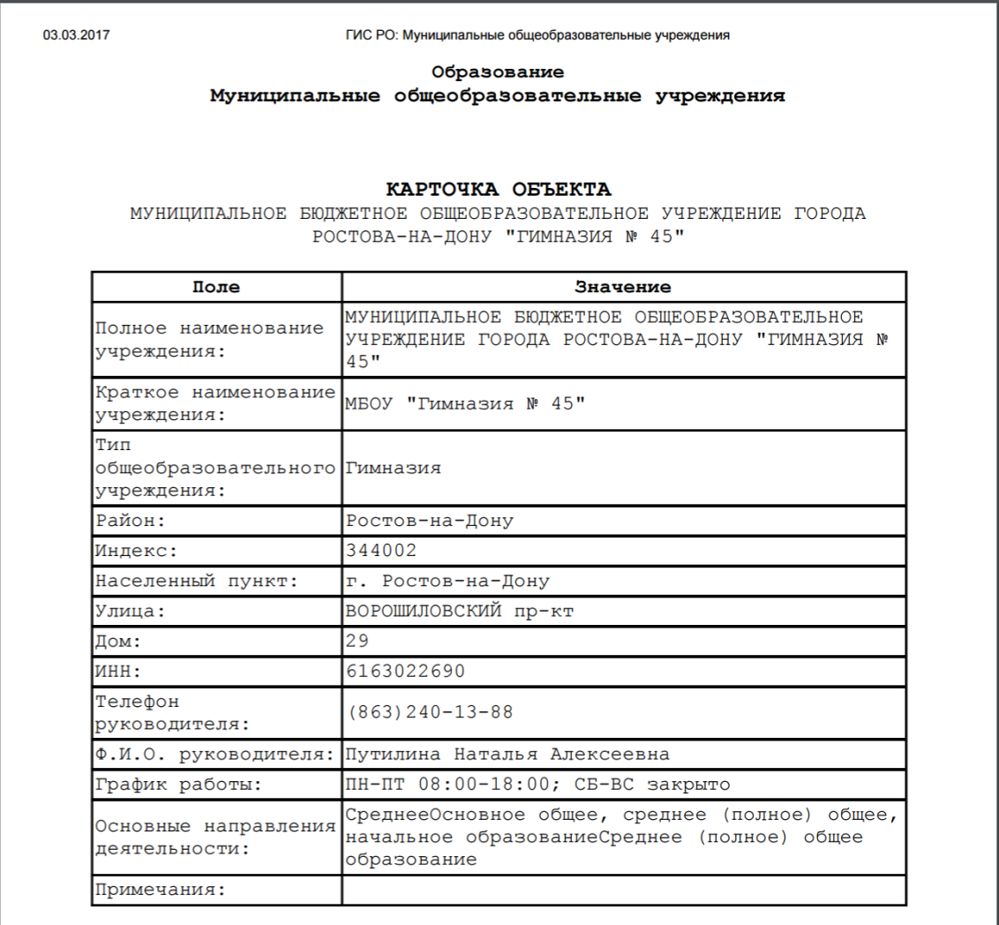 03.03.2017 ГИС РО: Муниципальные общеобразовательные учреждения
Образование
Муниципальные общеобразовательные учреждения
КАРТОЧКА ОБЪЕКТА
МУНИЦИПАЛЬНОЕ БЮДЖЕТНОЕ ОБЩЕОБРАЗОВАТЕЛЬНОЕ УЧРЕЖДЕНИЕ ГОРОДА
РОСТОВА-НА-ДОНУ "ГИМНАЗИЯ № 45"
Поле Значение
Полное наименование
учреждения:
МУНИЦИПАЛЬНОЕ БЮДЖЕТНОЕ ОБЩЕОБРАЗОВАТЕЛЬНОЕ
УЧРЕЖДЕНИЕ ГОРОДА РОСТОВА-НА-ДОНУ "ГИМНАЗИЯ №
45"
Краткое наименование
учреждения:
МБОУ "Гимназия № 45"
Тип
общеобразовательного
учреждения:
Гимназия
Район: Ростов-на-Дону
Индекс: 344002
Населенный пункт: г. Ростов-на-Дону
Улица: ВОРОШИЛОВСКИЙ пр-кт
Дом: 29
ИНН: 6163022690
Телефон
руководителя:
(863)240-13-88
Ф.И.О. руководителя: Путилина Наталья Алексеевна
График работы: ПН-ПТ 08:00-18:00; СБ-ВС закрыто
Основные направления
деятельности:
СреднееОсновное общее, среднее (полное) общее,
начальное образованиеСреднее (полное) общее
образование
Примечания: